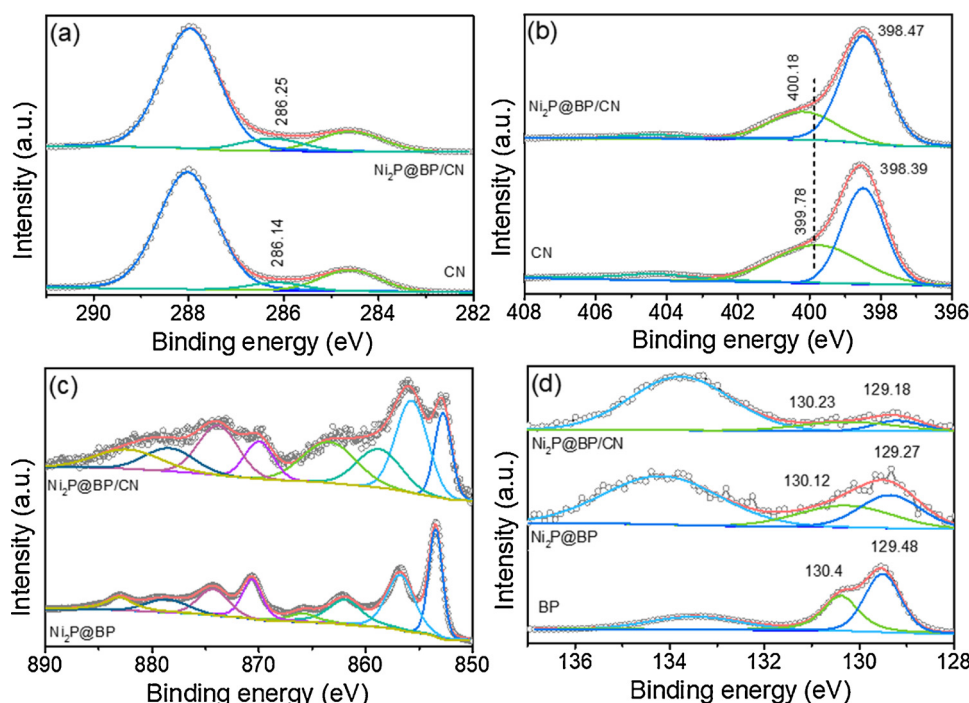 (a)
286.25
Ni₂P@BP/CN
286.14
CN
Intensity (a.u.)
290 288 286 284 282
Binding energy (eV)
(b)
398.47
400.18
Ni₂P@BP/CN
398.39
399.78
CN
Intensity (a.u.)
408 406 404 402 400 398 396
Binding energy (eV)
(c)
Ni₂P@BP/CN
Ni₂P@BP
Intensity (a.u.)
890 880 870 860 850
Binding energy (eV)
(d)
130.23 129.18
Ni₂P@BP/CN
129.27
130.12
Ni₂P@BP
129.48
130.4
BP
Intensity (a.u.)
136 134 132 130 128
Binding energy (eV)